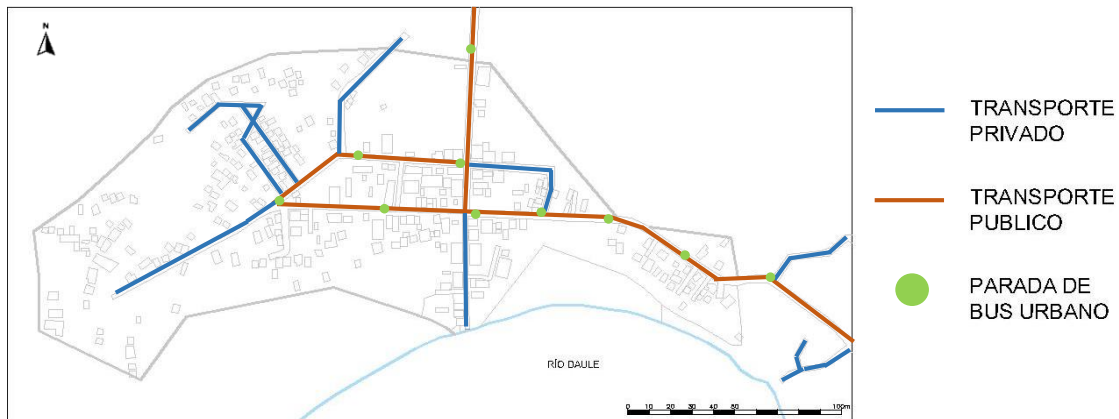 N
TRANSPORTE
PRIVADO
TRANSPORTE
PUBLICO
PARADA DE
BUS URBANO
RÍO DAULE
0 10 20 30 40 50 100m